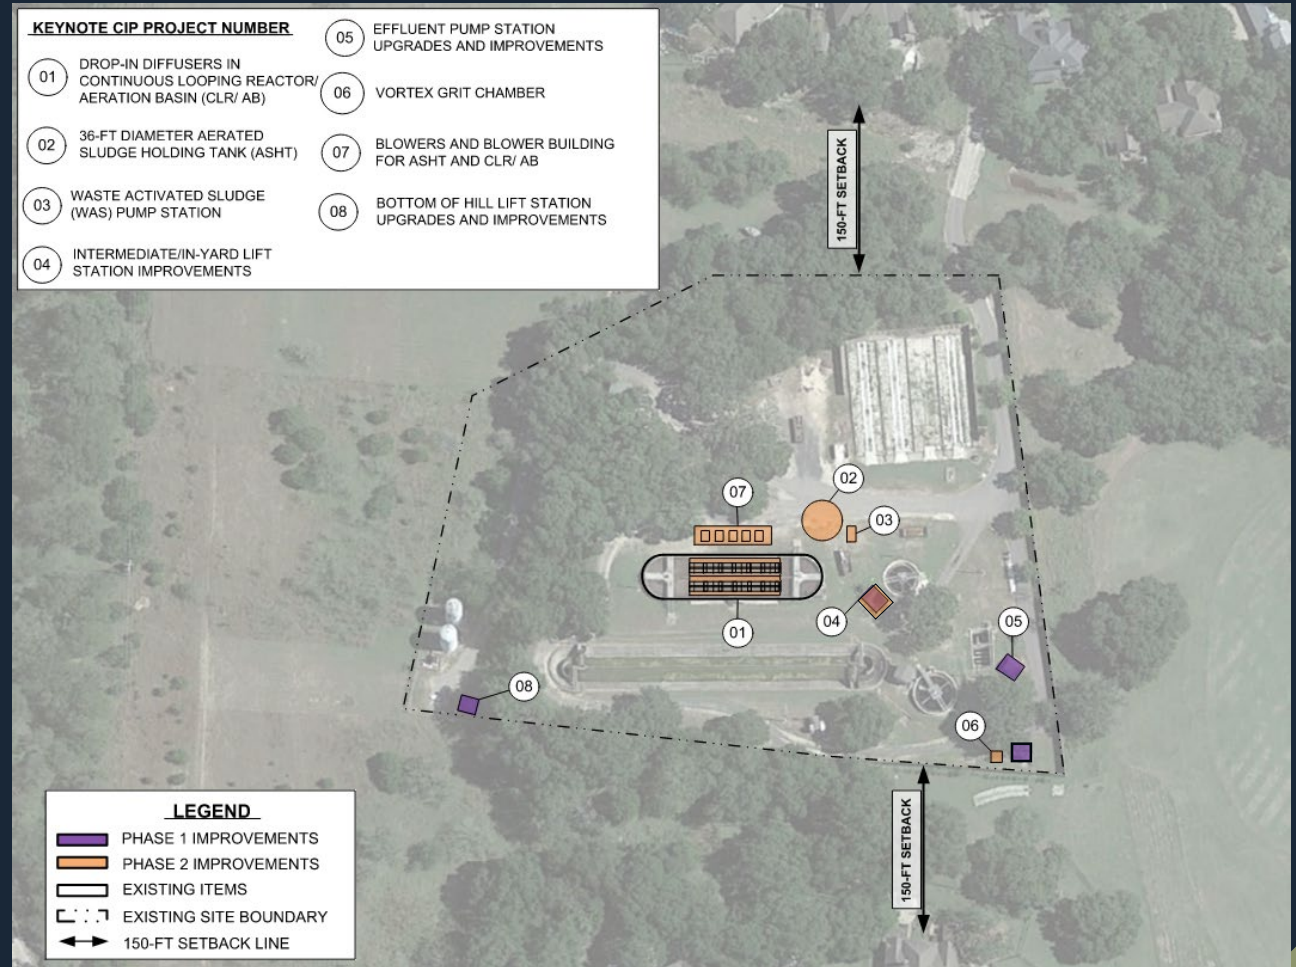 KEYNOTE CIP PROJECT NUMBER
01
DROP-IN DIFFUSERS IN
CONTINUOUS LOOPING REACTOR/
AERATION BASIN (CLR/ AB)
02
36-FT DIAMETER AERATED
SLUDGE HOLDING TANK (ASHT)
03
WASTE ACTIVATED SLUDGE
(WAS) PUMP STATION
04
INTERMEDIATE/IN-YARD LIFT
STATION IMPROVEMENTS
05
EFFLUENT PUMP STATION
UPGRADES AND IMPROVEMENTS
06
VORTEX GRIT CHAMBER
07
BLOWERS AND BLOWER BUILDING
FOR ASHT AND CLR/ AB
08
BOTTOM OF HILL LIFT STATION
UPGRADES AND IMPROVEMENTS
150-FT SETBACK
02
07
03
04
05
01
08
06
150-FT SETBACK
LEGEND
PHASE 1 IMPROVEMENTS
PHASE 2 IMPROVEMENTS
EXISTING ITEMS
EXISTING SITE BOUNDARY
150-FT SETBACK LINE